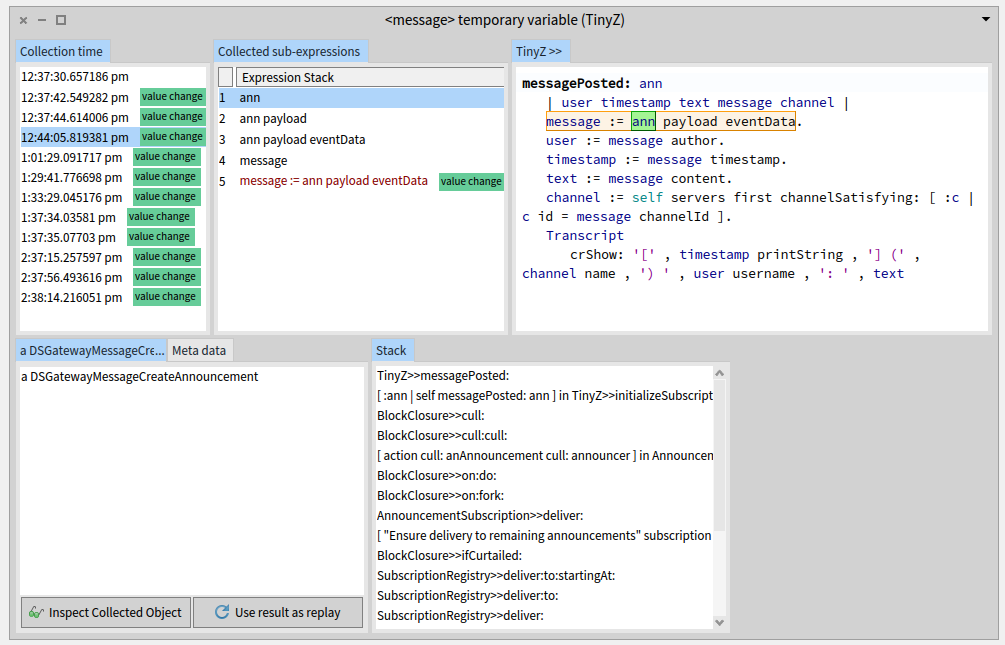 <message> temporary variable (TinyZ)
Collection time
12:37:30.657186 pm
12:37:42.549282 pm value change
12:37:44.614006 pm value change
12:44:05.819381 pm value change
1:01:29.091717 pm value change
1:29:41.776698 pm value change
1:33:29.045176 pm value change
1:37:34.03581 pm value change
1:37:35.07703 pm value change
2:37:15.257597 pm value change
2:37:56.493616 pm value change
2:38:14.216051 pm value change
Collected sub-expressions
Expression Stack
1 ann
2 ann payload
3 ann payload eventData
4 message
5 message := ann payload eventData value change
TinyZ >>
messagePosted: ann
| user timestamp text message channel |
message := ann payload eventData.
user := message author.
timestamp := message timestamp.
text := message content.
channel := self servers first channelSatisfying: [ :c |
c id = message channelId ].
Transcript
crShow: '[' , timestamp printString , '] (' ,
channel name , ') ' , user username , ': ' , text
a DSGatewayMessageCre... Meta data
a DSGatewayMessageCreateAnnouncement
Inspect Collected Object Use result as replay
Stack
TinyZ>>messagePosted:
[ :ann | self messagePosted: ann ] in TinyZ>>initializeSubscript
BlockClosure>>cull:
BlockClosure>>cull:cull:
[ action cull: anAnnouncement cull: announcer ] in Announcen
BlockClosure>>on:do:
BlockClosure>>on:fork:
AnnouncementSubscription>>deliver:
[ "Ensure delivery to remaining announcements" subscription
BlockClosure>>ifCurtailed:
SubscriptionRegistry>>deliver:to:startingAt:
SubscriptionRegistry>>deliver:to:
SubscriptionRegistry>>deliver: